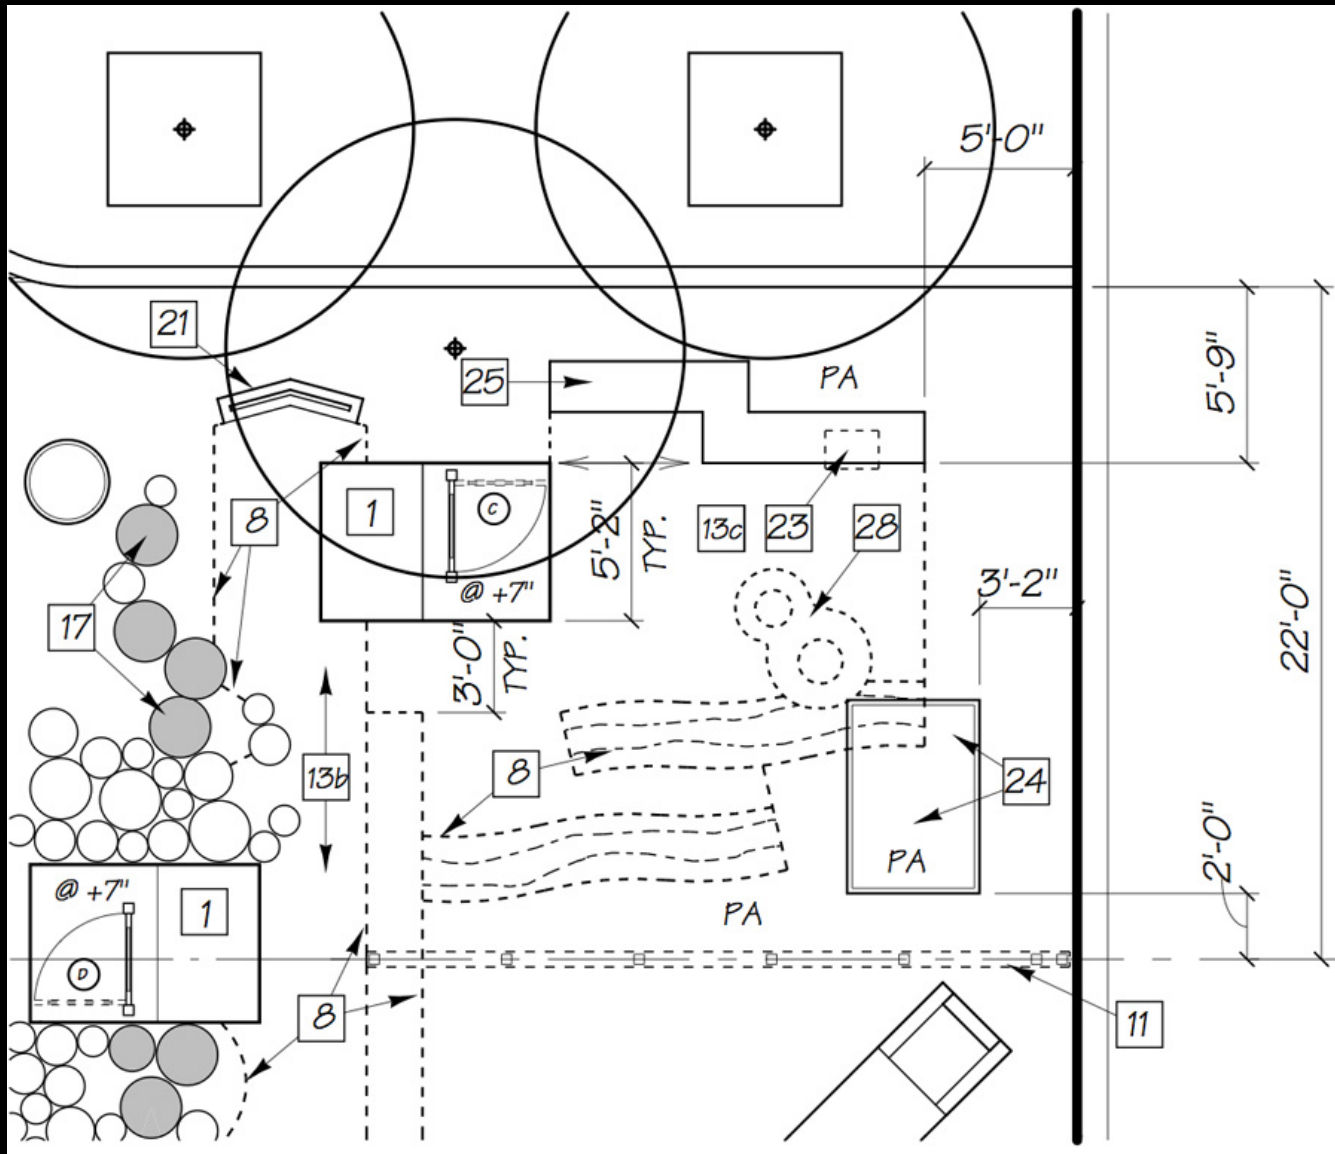 5'-0"
21
25
PA
5'-9"
8
1
C
@ +7"
5'-2"
TYP.
13c
23
28
17
3'-0"
TYP.
3'-2"
22'-0"
13b
8
24
PA
2'-0"
@ +7"
1
D
PA
8
11